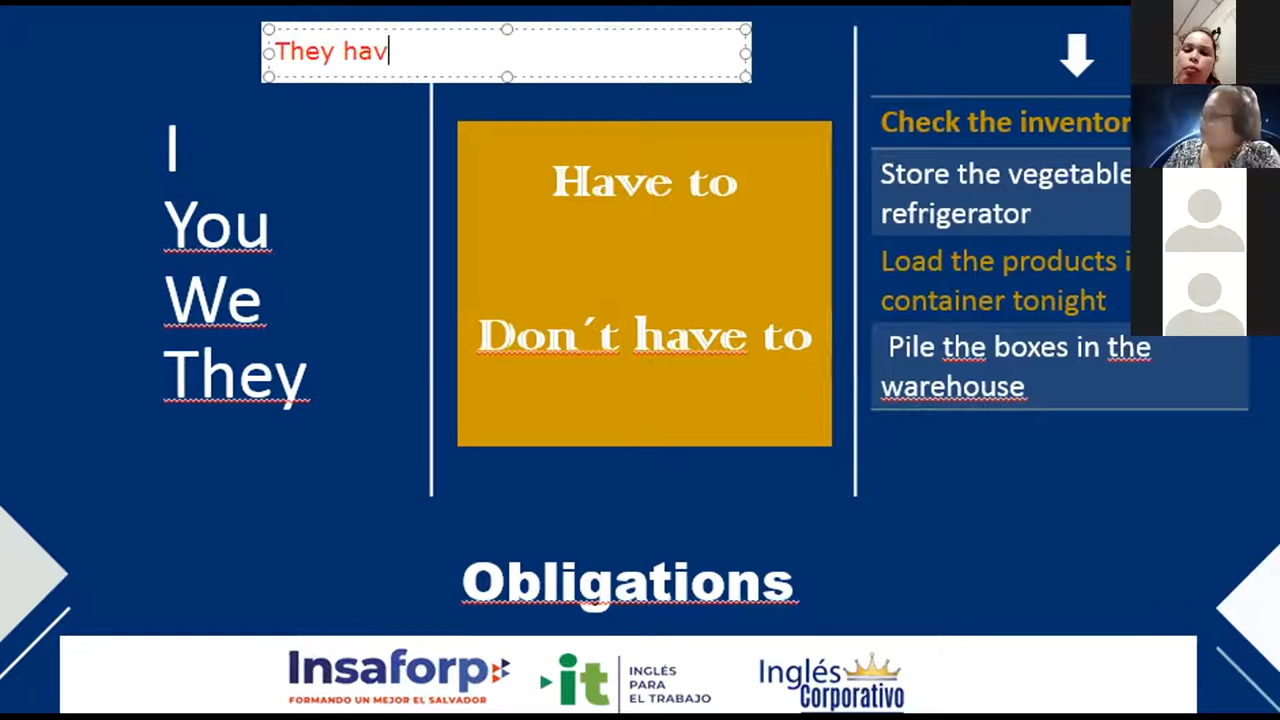 They hav
I
You
We
They
Have to
Don´t have to
Check the inventor
Store the vegetable
refrigerator
Load the products i
container tonight
Pile the boxes in the
warehouse
Obligations
Insaforp
FORMANDO UN MEJOR EL SALVADOR
it
INGLÉS
PARA
EL TRABAJO
Inglés
Corporativo